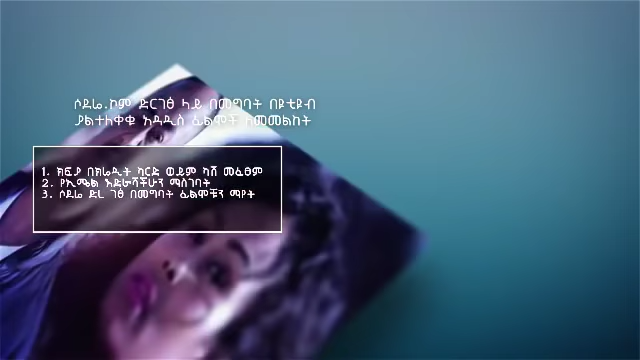 ሶደሬ.ኮም ድርገፅ ላይ በመግባት በዩቲዩብ
ያልተለቀቁ አዳዲስ ፊልሞች ለመመልከት
1. ክፍያ በክሬዲት ካርድ ወይም ካሽ መፈፀም
2. የኢሜል አድራሻችሁን ማስገባት
3. ሶደሬ ድረ ገፅ በመግባት ፊልሞቹን ማየት